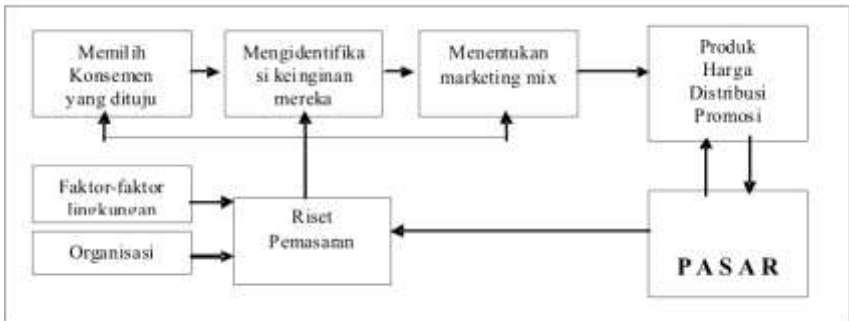 Memilih
Konsemen
yang dituju
Mengidentifika
si keinginan
mereka
Menentukan
marketing mix
Produk
Harga
Distribusi
Promosi
Faktor-faktor
lingkungan
Organisasi
Riset
Pemasaran
PASAR